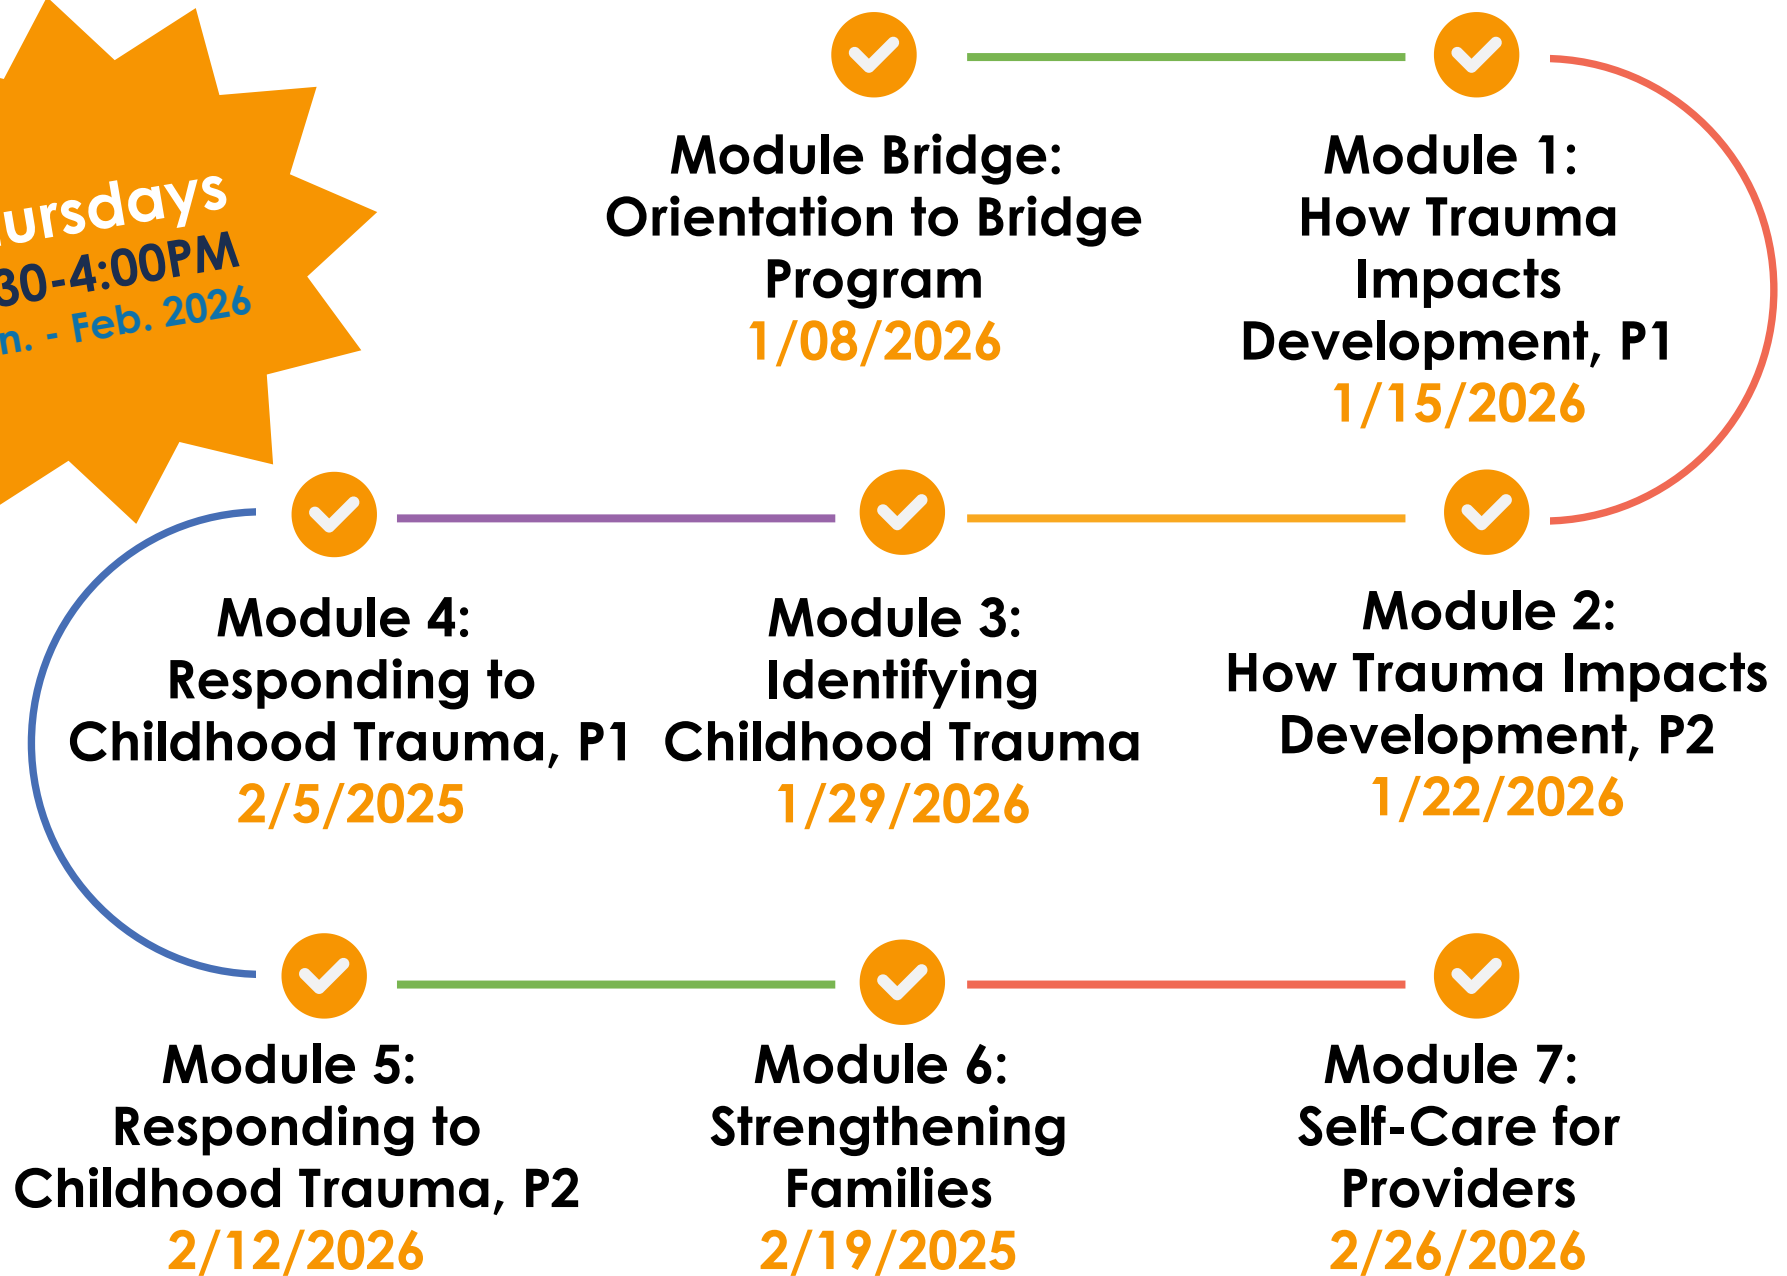 30-4:00PM
- Feb. 2026
Module Bridge:
Orientation to Bridge
Program
1/08/2026
Module 1:
How Trauma
Impacts
Development, P1
1/15/2026
Module 2:
How Trauma Impacts
Development, P2
1/22/2026
Module 3:
Identifying
Childhood Trauma
1/29/2026
Module 4:
Responding to
Childhood Trauma, P1
2/5/2025
Module 5:
Responding to
Childhood Trauma, P2
2/12/2026
Module 6:
Strengthening
Families
2/19/2025
Module 7:
Self-Care for
Providers
2/26/2026